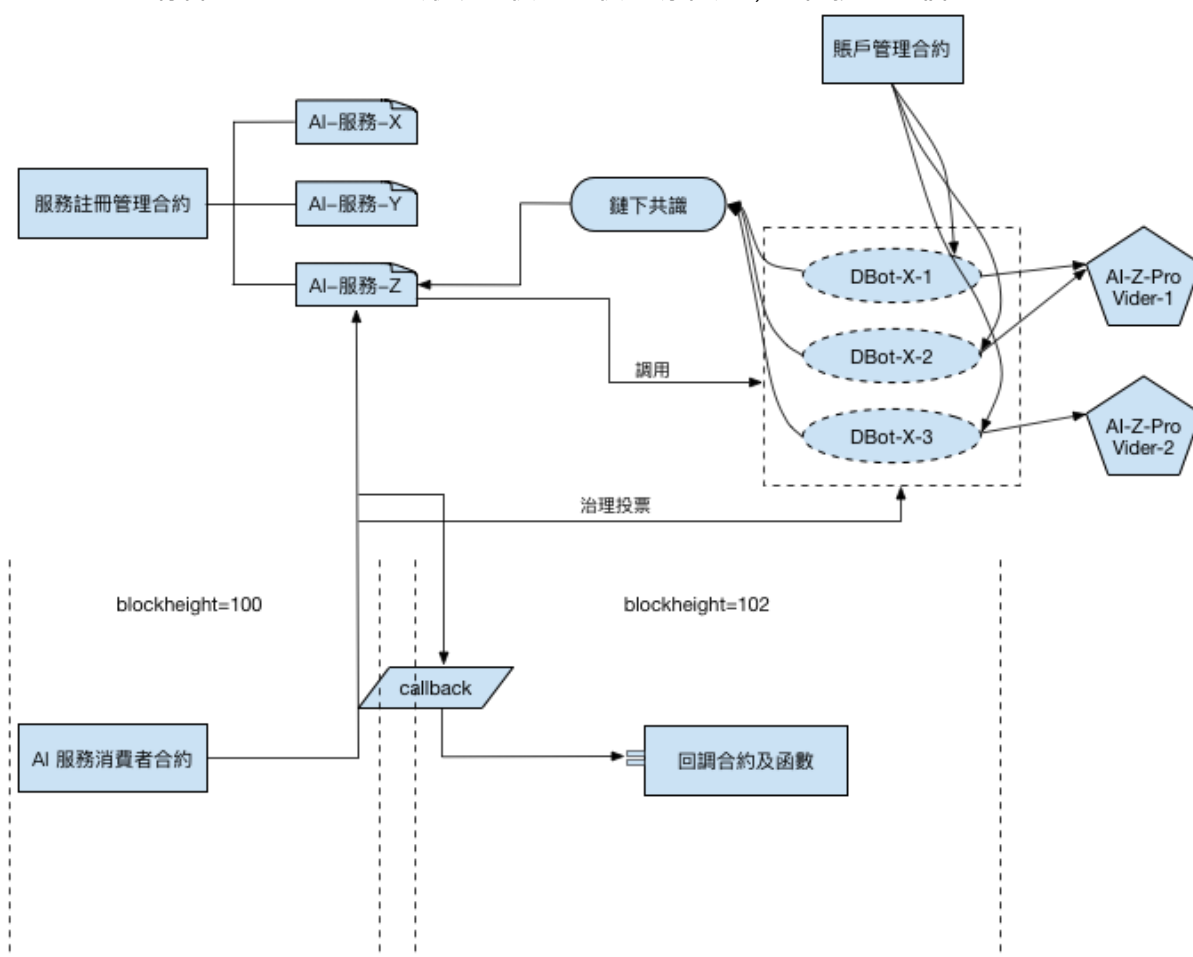 賬戶管理合約
AI–服務–X
服務註冊管理合約
AI–服務–Y
鏈下共識
AI–服務–Z
DBot-X-1
AI-Z-Pro
Vider-1
DBot-X-2
調用
DBot-X-3
AI-Z-Pro
Vider-2
治理投票
blockheight=100
blockheight=102
callback
AI 服務消費者合約
回調合約及函數